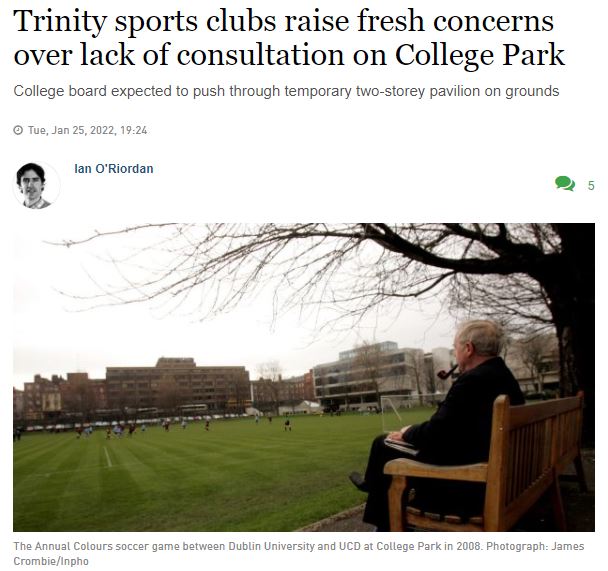 Trinity sports clubs raise fresh concerns
over lack of consultation on College Park
College board expected to push through temporary two-storey pavilion on grounds
Tue, Jan 25, 2022, 19:24
Ian O'Riordan
5
The Annual Colours soccer game between Dublin University and UCD at College Park in 2008. Photograph: James
Crombie/Inpho